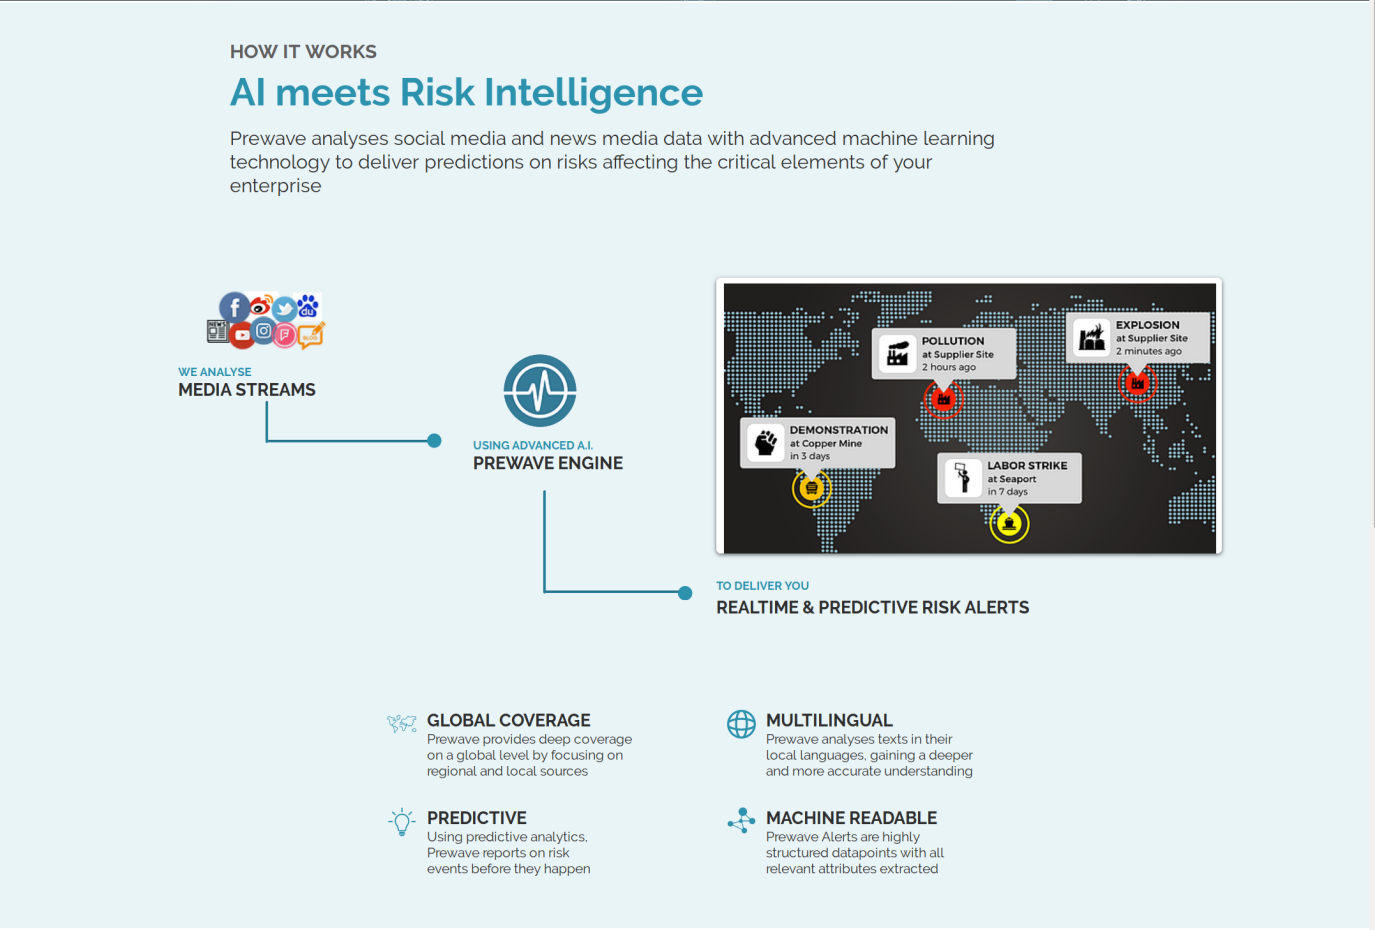 HOW IT WORKS
AI meets Risk Intelligence
Prewave analyses social media and news media data with advanced machine learning
technology to deliver predictions on risks affecting the critical elements of your
enterprise
f
du
NEWS
BLOG
WE ANALYSE
MEDIA STREAMS
USING ADVANCED A.I.
PREWAVE ENGINE
EXPLOSION
at Supplier Site
2 minutes ago
POLLUTION
at Supplier Site
2 hours ago
DEMONSTRATION
at Copper Mine
in 3 days
LABOR STRIKE
at Seaport
in 7 days
TO DELIVER YOU
REALTIME & PREDICTIVE RISK ALERTS
GLOBAL COVERAGE
Prewave provides deep coverage
on a global level by focusing on
regional and local sources
MULTILINGUAL
Prewave analyses texts in their
local languages, gaining a deeper
and more accurate understanding
PREDICTIVE
Using predictive analytics,
Prewave reports on risk
events before they happen
MACHINE READABLE
Prewave Alerts are highly
structured datapoints with all
relevant attributes extracted